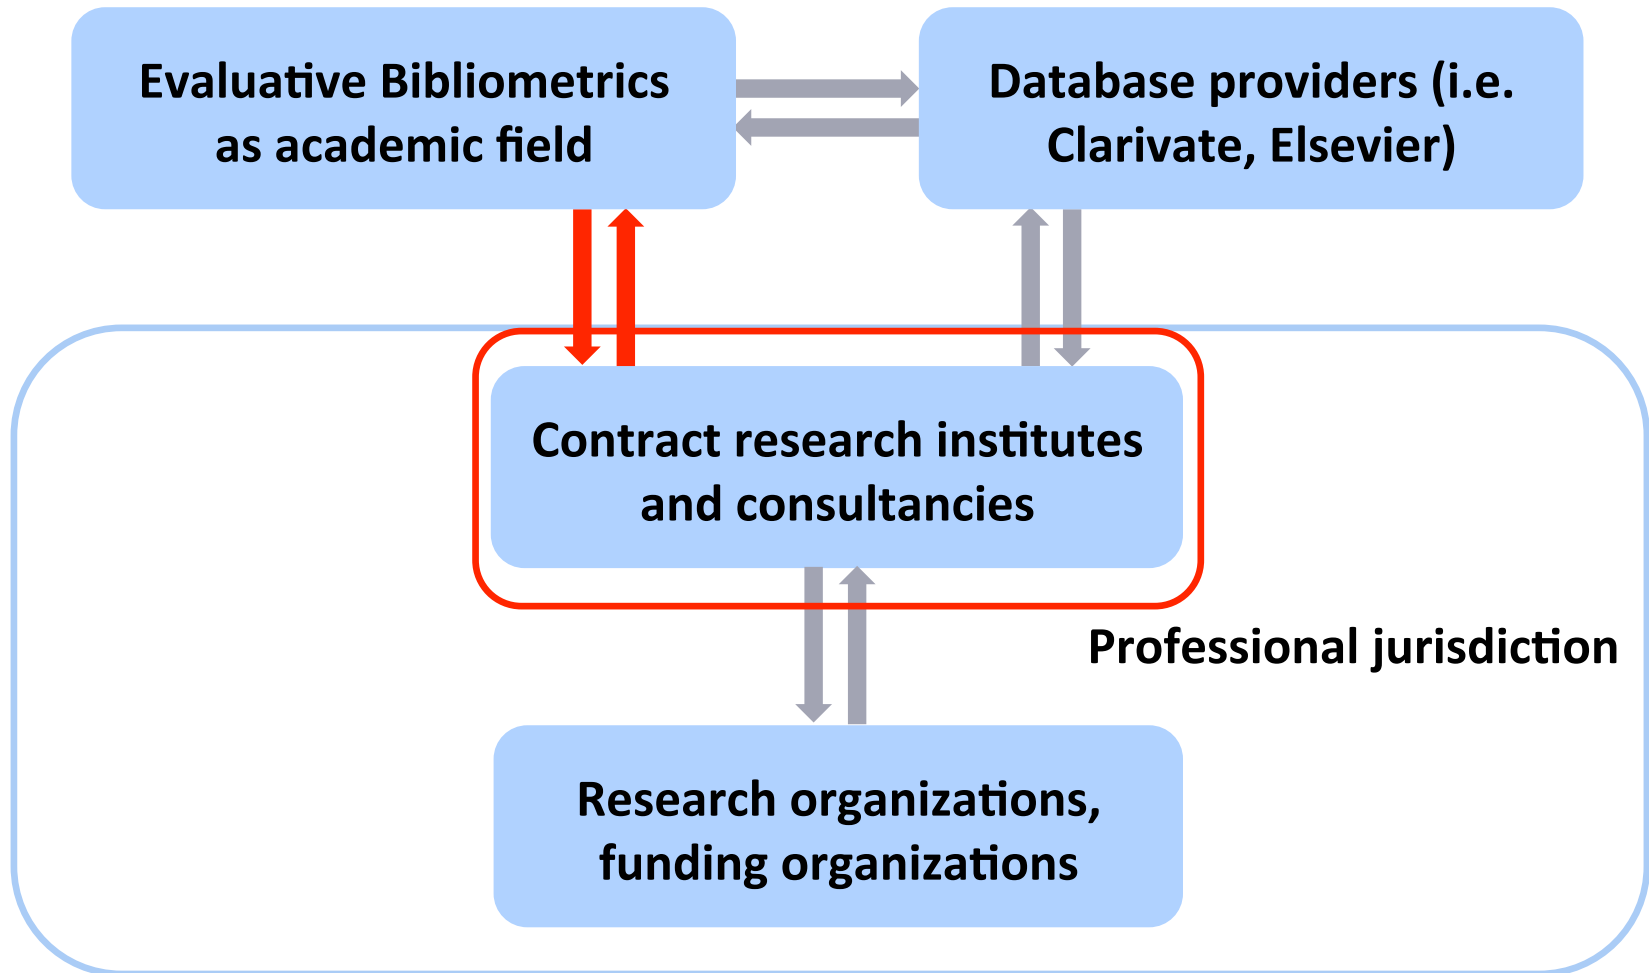 Evaluative Bibliometrics
as academic field
Database providers (i.e.
Clarivate, Elsevier)
Contract research institutes
and consultancies
Professional jurisdiction
Research organizations,
funding organizations